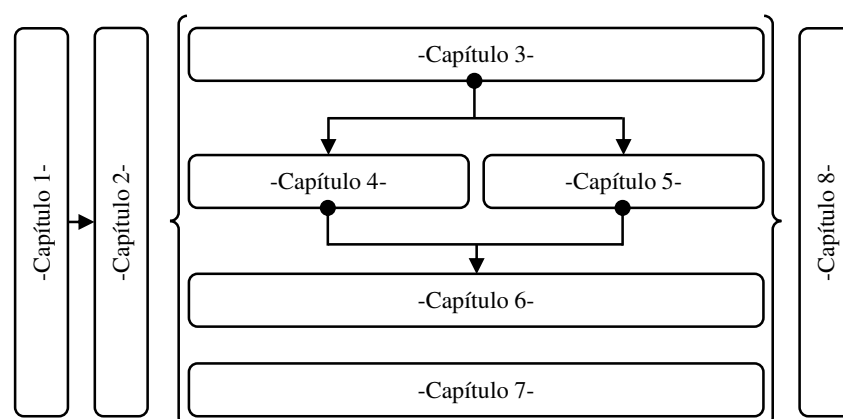 -Capítulo 1-
-Capítulo 2-
-Capítulo 3-
-Capítulo 4-
-Capítulo 5-
-Capítulo 6-
-Capítulo 7-
-Capítulo 8-